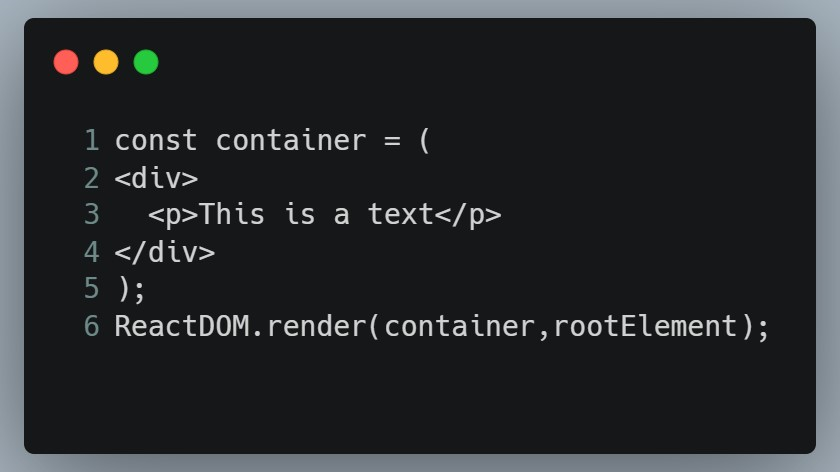 1 const container = (
2 <div>
3   <p>This is a text</p>
4 </div>
5 );
6 ReactDOM.render(container,rootElement);